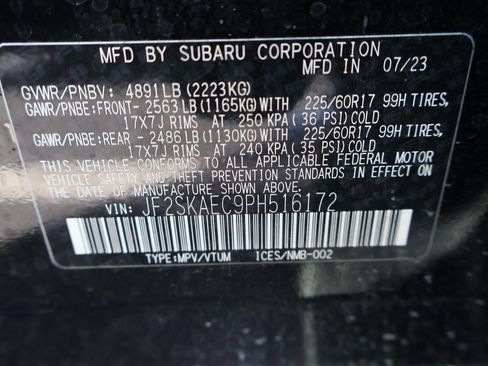 MFD BY SUBARU CORPORATION
MFD IN 07/23
GVWR/PNBV: 4891LB(2223KG)
GAWR/PNBE:FRONT- 2563LB(1165KG)WITH 225/60R17 99H TIRES,
17X7J RIMS AT 250 KPA(36 PSI)COLD
GAWR/PNBE:REAR - 2486LB(1130KG)WITH 225/60R17 99H TIRES,
17X7J RIMS AT 240 KPA(35 PSI)COLD
THIS VEHICLE CONFORMS TO ALL APPLICABLE FEDERAL MOTOR
VEHICLE SAFETY AND THEFT PREVENTION STANDARDS IN EFFECT ON
THE DATE OF MANUFACTURE SHOWN ABOVE.
VIN: JF2SKAEC9PH516172
TYPE:MPV/VTUM ICES/NMB-002